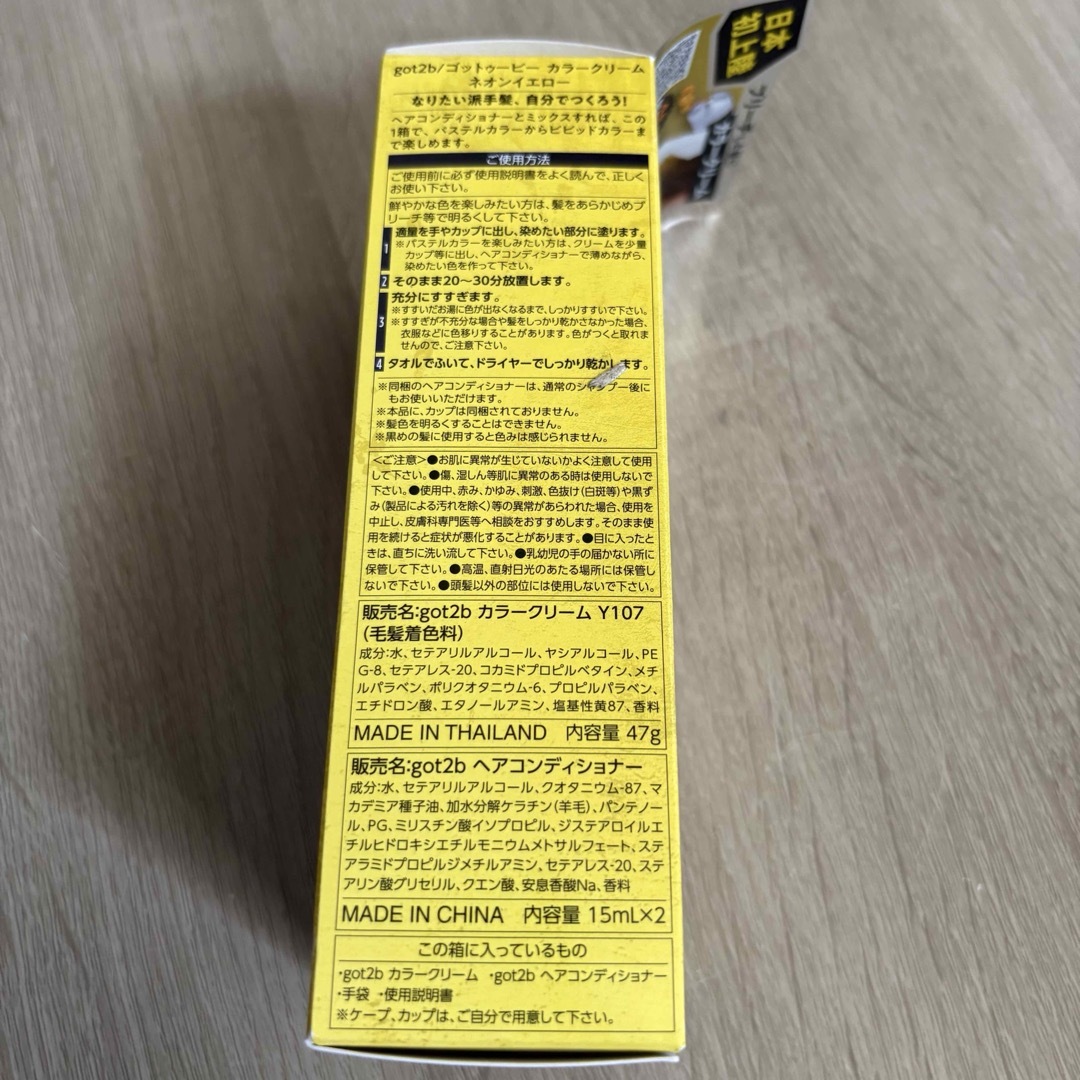 got2b/ゴットゥービー カラークリーム
ネオンイエロー
なりたい派手髪、自分でつくろう!
ヘアコンディショナーとミックスすれば、この
1箱で、パステルカラーからビビッドカラーま
で楽しめます。
ご使用方法
ご使用前に必ず使用説明書をよく読んで、正しく
お使い下さい。
鮮やかな色を楽しみたい方は、髪をあらかじめブ
リーチ等で明るくして下さい。
1 適量を手やカップに出し、染めたい部分に塗ります。
※パステルカラーを楽しみたい方は、クリームを少量
カップ等に出し、ヘアコンディショナーで薄めながら、
染めたい色を作って下さい。
2 そのまま20〜30分放置します。
3 充分にすすぎます。
※すすいだお湯に色が出なくなるまで、しっかりすすいで下さい。
※すすぎが不充分な場合や髪をしっかり乾かさなかった場合、
衣服などに色移りすることがあります。色がつくと取れま
せんので、ご注意下さい。
4 タオルでふいて、ドライヤーでしっかり乾かします。
※同梱のヘアコンディショナーは、通常のシャンプー後に
もお使いいただけます。
※本品に、カップは同梱されておりません。
※髪色を明るくすることはできません。
※黒めの髪に使用すると色みは感じられません。
<ご注意>●お肌に異常が生じていないかよく注意して使用
して下さい。●傷、湿しん等肌に異常のある時は使用しないで
下さい。●使用中、赤み、かゆみ、刺激、色抜け(白斑等)や黒ず
み(製品による汚れを除く)等の異常があらわれた場合、使用を
中止し、皮膚科専門医等へ相談をおすすめします。そのまま使
用を続けると症状が悪化することがあります。●目に入ったと
きは、直ちに洗い流して下さい。●乳幼児の手の届かない所に
保管して下さい。●高温、直射日光のあたる場所には保管し
ないで下さい。●頭髪以外の部位には使用しないで下さい。
販売名:got2b カラークリーム Y107
(毛髪着色料)
成分:水、セテアリルアルコール、ヤシアルコール、PE
G-8、セテアレス-20、コカミドプロピルベタイン、メチ
ルパラベン、ポリクオタニウム-6、プロピルパラベン、
エチドロン酸、エタノールアミン、塩基性黄87、香料
MADE IN THAILAND 内容量 47g
販売名:got2b ヘアコンディショナー
成分:水、セテアリルアルコール、クオタニウム-87、マ
カデミア種子油、加水分解ケラチン(羊毛)、パンテノー
ル、PG、ミリスチン酸イソプロピル、ジステアロイルエ
チルヒドロキシエチルモニウムメトサルフェート、ステ
アラミドプロピルジメチルアミン、セテアレス-20、ステ
アリン酸グリセリル、クエン酸、安息香酸Na、香料
MADE IN CHINA 内容量 15mL×2
この箱に入っているもの
・got2b カラークリーム ・got2b ヘアコンディショナー
・手袋 ・使用説明書
※ケープ、カップは、ご自分で用意して下さい。
日本
初上陸
カラークリーム